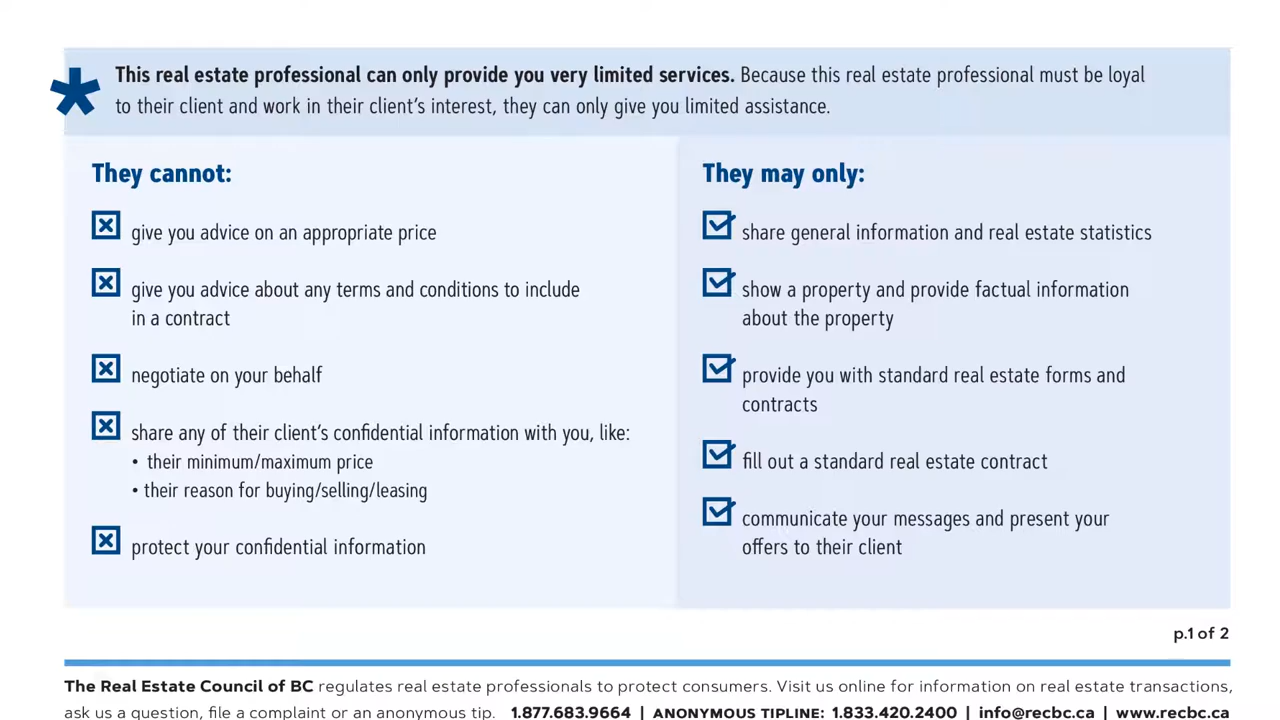 This real estate professional can only provide you very limited services. Because this real estate professional must be loyal
to their client and work in their client's interest, they can only give you limited assistance.
They cannot:
give you advice on an appropriate price
give you advice about any terms and conditions to include
in a contract
negotiate on your behalf
share any of their client's confidential information with you, like:
• their minimum/maximum price
• their reason for buying/selling/leasing
protect your confidential information
They may only:
share general information and real estate statistics
show a property and provide factual information
about the property
provide you with standard real estate forms and
contracts
fill out a standard real estate contract
communicate your messages and present your
offers to their client
p.1 of 2
The Real Estate Council of BC regulates real estate professionals to protect consumers. Visit us online for information on real estate transactions,
ask us a question, file a complaint or an anonymous tip. 1.877.683.9664 | ANONYMOUS TIPLINE: 1.833.420.2400 | info@recbc.ca | www.recbc.ca